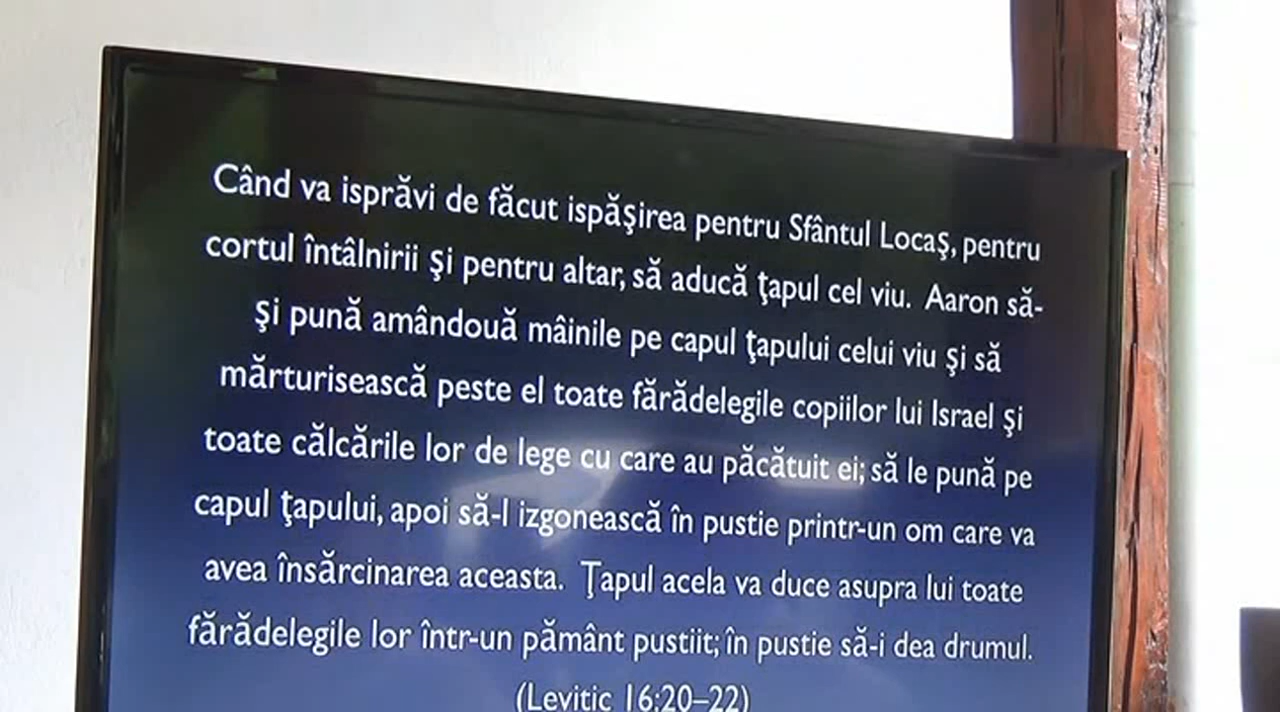 Când va isprăvi de făcut ispăşirea pentru Sfântul Locaş, pentru
cortul întâlnirii şi pentru altar, să aducă ţapul cel viu. Aaron să-
şi pună amândouă mâinile pe capul ţapului celui viu şi să
mărturisească peste el toate fărădelegile copiilor lui Israel şi
toate călcările lor de lege cu care au păcătuit ei; să le pună pe
capul ţapului, apoi să-l izgonească în pustie printr-un om care va
avea însărcinarea aceasta. Ţapul acela va duce asupra lui toate
fărădelegile lor într-un pământ pustiit; în pustie să-i dea drumul.
(Levitic 16:20–22)